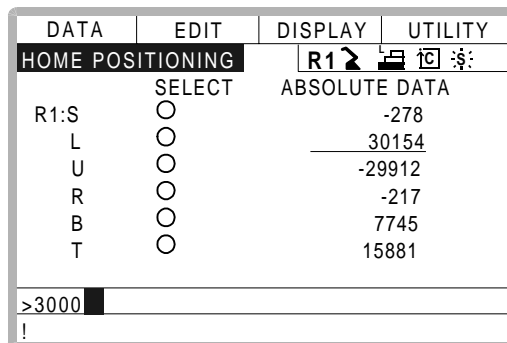 DATA EDIT DISPLAY UTILITY
HOME POSITIONING R1 L C S
SELECT ABSOLUTE DATA
R1:S -278
L 30154
U -29912
R -217
B 7745
T 15881
>3000
!